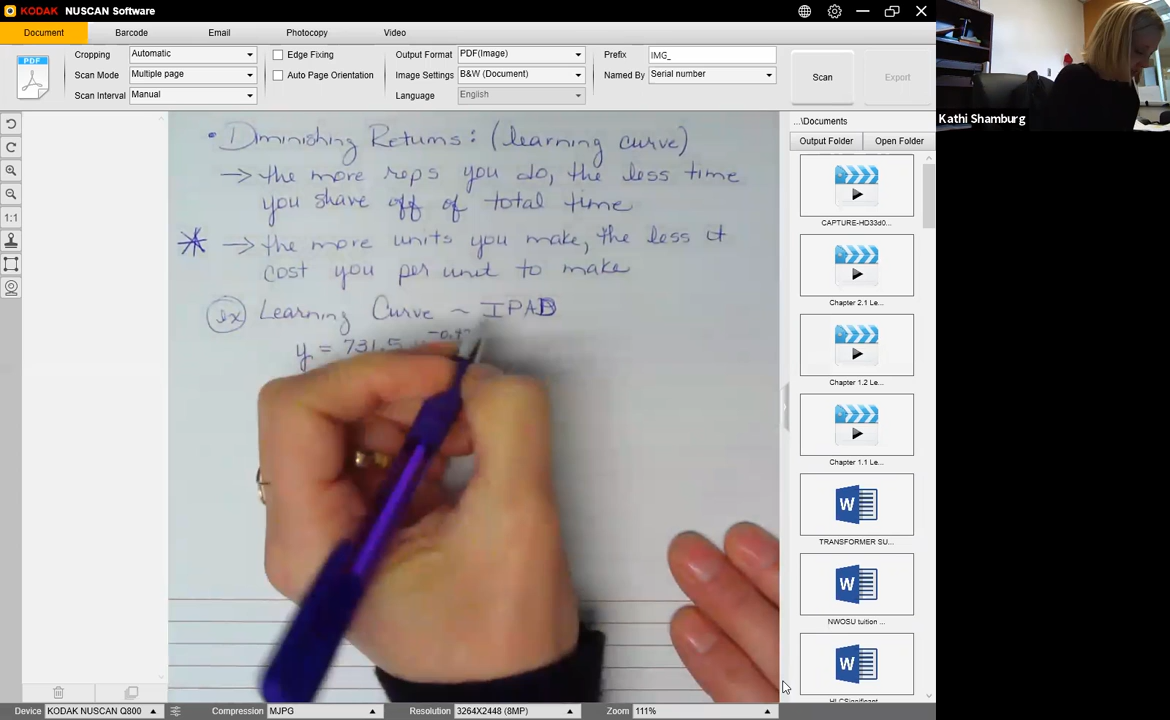 KODAK NUSCAN Software
Document
Barcode
Email
Photocopy
Video
PDF
Cropping
Automatic
Edge Fixing
Output Format
PDF(Image)
Prefix
IMG_
Scan
Export
Scan Mode
Multiple page
Auto Page Orientation
Image Settings
B&W (Document)
Named By
Serial number
Scan Interval
Manual
Language
English
Kathi Shamburg
...\Documents
Output Folder
Open Folder
1:1
• Diminishing Returns: (learning curve)
→ the more reps you do, the less time
you shave off of total time
* → the more units you make, the less it
cost you per unit to make
ex Learning Curve ~ IPAD
y = 731.5
CAPTURE-HD33d0...
Chapter 2.1 Le...
Chapter 1.2 Le...
Chapter 1.1 Le...
TRANSFORMER SU...
NWOSU tuition ...
Device
KODAK NUSCAN Q800
Compression
MJPG
Resolution
3264X2448 (8MP)
Zoom
111%